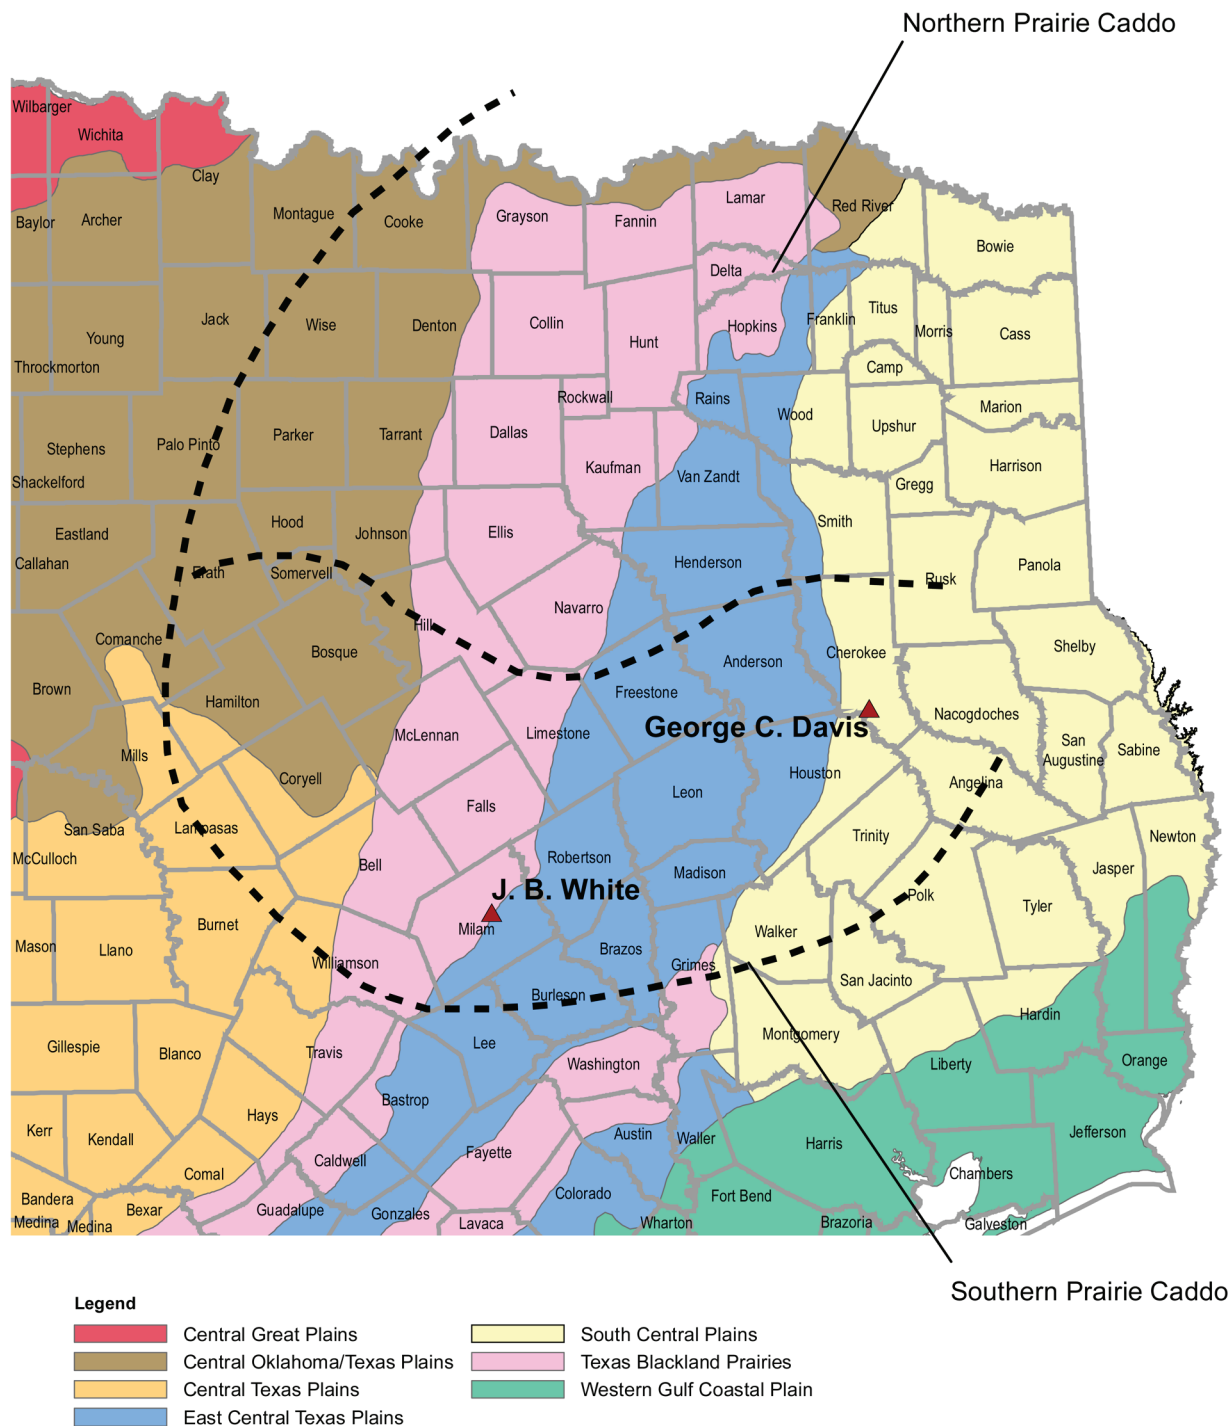 Northern Prairie Caddo
Wilbarger
Wichita
Clay
Baylor
Archer
Montague
Cooke
Grayson
Fannin
Lamar
Red River
Bowie
Delta
Young
Jack
Wise
Denton
Collin
Hunt
Hopkins
Franklin
Titus
Morris
Cass
Throckmorton
Camp
Rockwall
Rains
Wood
Marion
Stephens
Palo Pinto
Parker
Tarrant
Dallas
Kaufman
Upshur
Harrison
Shackelford
Van Zandt
Gregg
Eastland
Hood
Johnson
Ellis
Smith
Callahan
Erath
Somervell
Henderson
Rusk
Panola
Comanche
Hill
Navarro
Bosque
Cherokee
Shelby
Brown
Hamilton
Anderson
Freestone
George C. Davis
Nacogdoches
Mills
McLennan
Limestone
San
Augustine
Sabine
Coryell
Houston
Angelina
San Saba
Lampasas
Falls
Leon
Trinity
Newton
McCulloch
Bell
Robertson
Madison
Jasper
J. B. White
Polk
Tyler
Mason
Llano
Burnet
Milam
Walker
Williamson
Brazos
Grimes
San Jacinto
Burleson
Hardin
Gillespie
Blanco
Travis
Lee
Washington
Montgomery
Liberty
Orange
Kerr
Kendall
Hays
Bastrop
Austin
Waller
Harris
Jefferson
Comal
Caldwell
Fayette
Chambers
Bandera
Bexar
Guadalupe
Gonzales
Colorado
Fort Bend
Medina
Medina
Lavaca
Wharton
Brazoria
Galveston
Southern Prairie Caddo
Legend
Central Great Plains
Central Oklahoma/Texas Plains
Central Texas Plains
East Central Texas Plains
South Central Plains
Texas Blackland Prairies
Western Gulf Coastal Plain